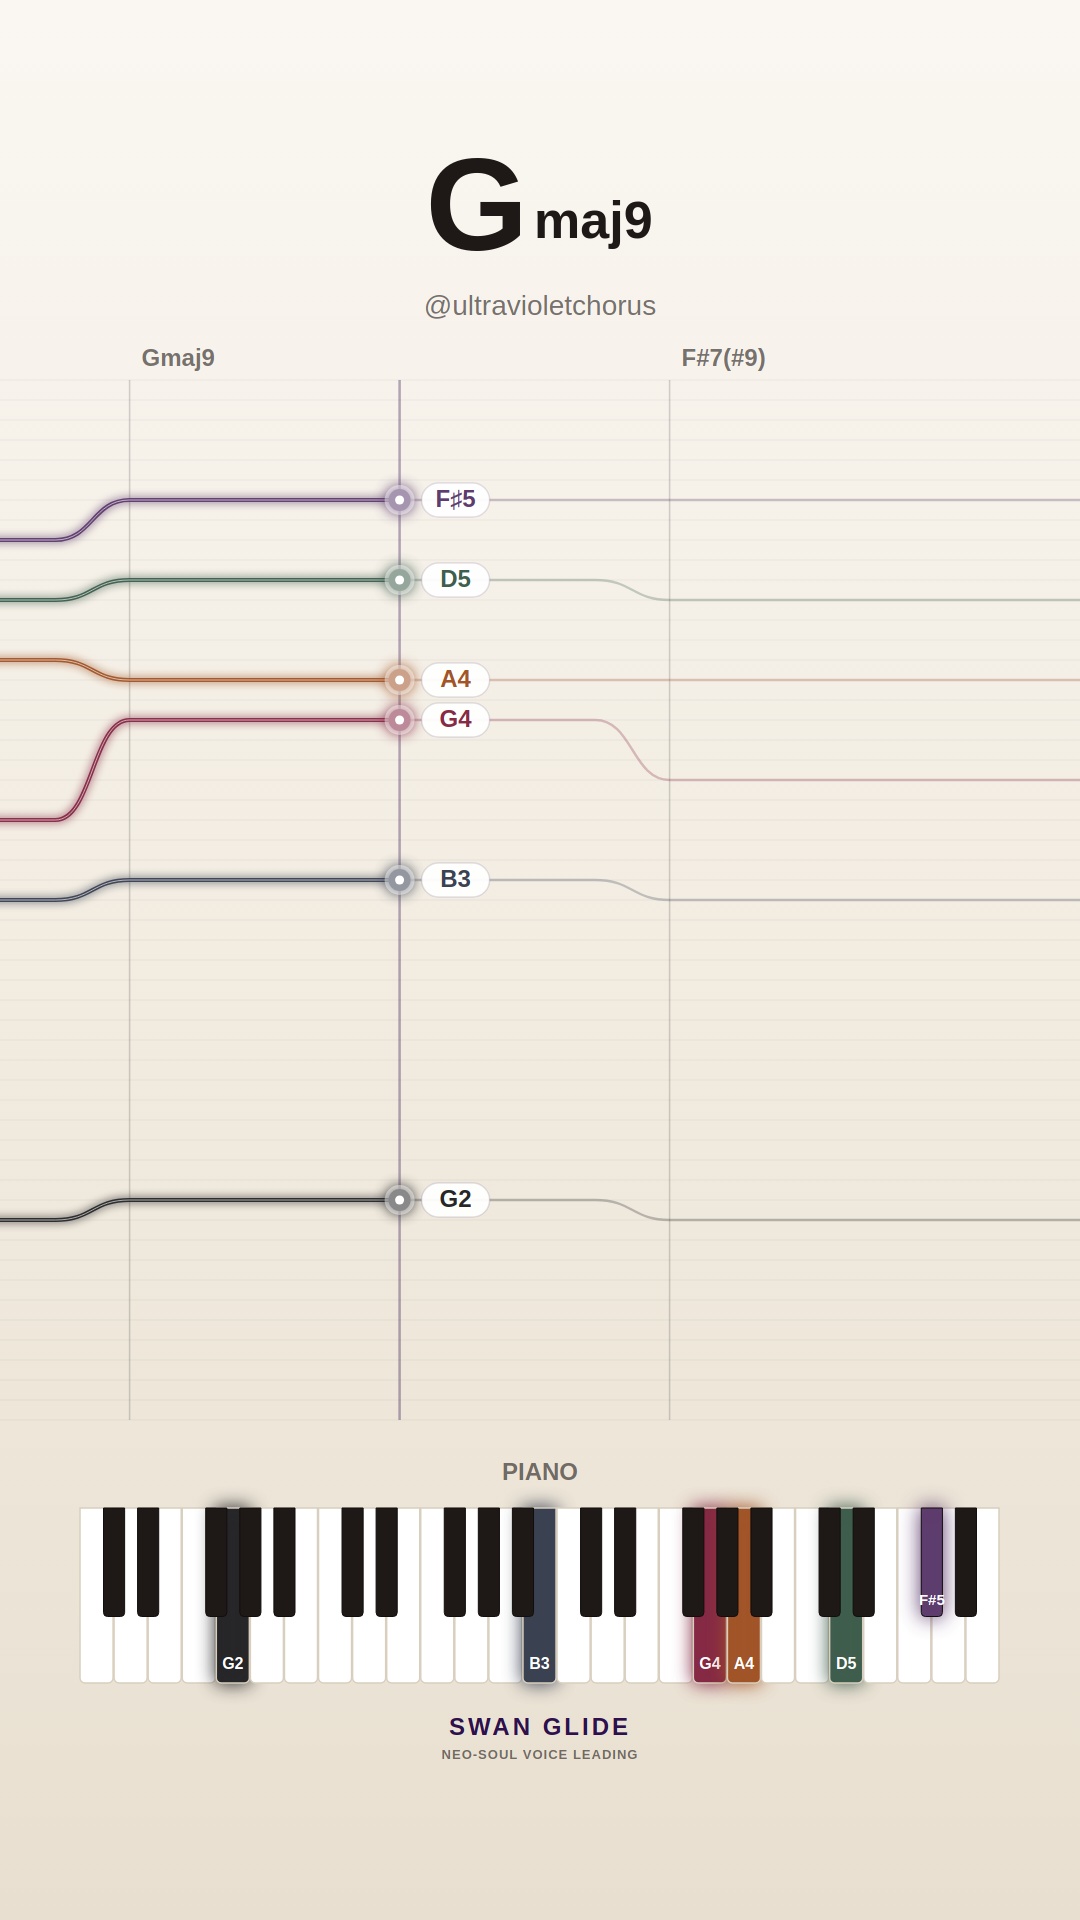 G maj9
@ultravioletchorus
Gmaj9 F#7(#9)
F♯5
D5
A4
G4
B3
G2
PIANO
F#5
G2 B3 G4 A4 D5
SWAN GLIDE
NEO-SOUL VOICE LEADING